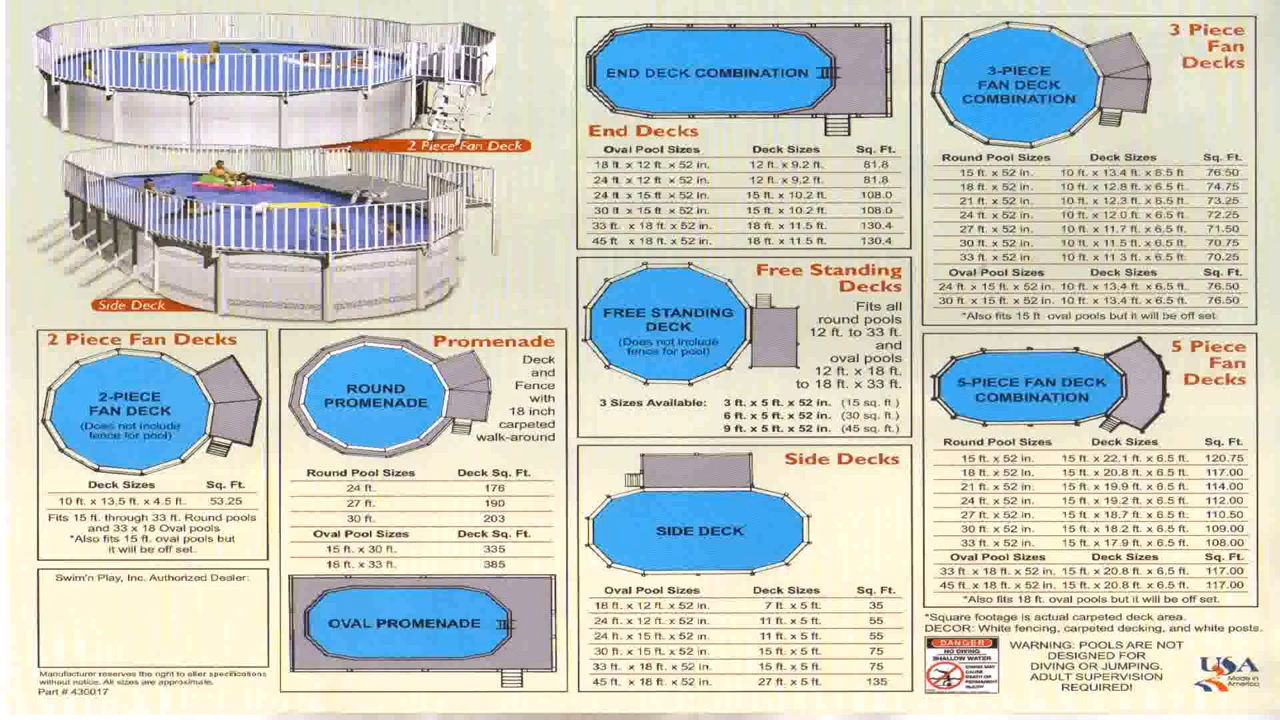 2 Piece Fan Deck
Side Deck
2 Piece Fan Decks
2-PIECE
FAN DECK
(Does not include
fence for pool)
Deck Sizes Sq. Ft.
10 ft. x 13.5 ft. x 4.5 ft. 53.25
Fits 15 ft. through 33 ft. Round pools
and 33 x 18 Oval pools
*Also fits 15 ft. oval pools but
it will be off set.
Swim'n Play, Inc. Authorized Dealer:
Manufacturer reserves the right to alter specifications
without notice. All sizes are approximate.
Part # 430017
Promenade
Deck
and
Fence
with
18 inch
carpeted
walk-around
ROUND
PROMENADE
Round Pool Sizes Deck Sq. Ft.
24 ft. 176
27 ft. 190
30 ft. 203
Oval Pool Sizes Deck Sq. Ft.
15 ft. x 30 ft. 335
18 ft. x 33 ft. 385
OVAL PROMENADE
END DECK COMBINATION
End Decks
Oval Pool Sizes Deck Sizes Sq. Ft.
18 ft. x 12 ft. x 52 in. 12 ft. x 9.2 ft. 81.8
24 ft. x 12 ft. x 52 in. 12 ft. x 9.2 ft. 81.8
24 ft. x 15 ft. x 52 in. 15 ft. x 10.2 ft. 108.0
30 ft. x 15 ft. x 52 in. 15 ft. x 10.2 ft. 108.0
33 ft. x 18 ft. x 52 in. 18 ft. x 11.5 ft. 130.4
45 ft. x 18 ft. x 52 in. 18 ft. x 11.5 ft. 130.4
Free Standing
Decks
FREE STANDING
DECK
(Does not include
fence for pool)
Fits all
round pools
12 ft. to 33 ft.
and
oval pools
12 ft. x 18 ft.
to 18 ft. x 33 ft.
3 Sizes Available: 3 ft. x 5 ft. x 52 in. (15 sq. ft.)
6 ft. x 5 ft. x 52 in. (30 sq. ft.)
9 ft. x 5 ft. x 52 in. (45 sq. ft.)
Side Decks
SIDE DECK
Oval Pool Sizes Deck Sizes Sq. Ft.
18 ft. x 12 ft. x 52 in. 7 ft. x 5 ft. 35
24 ft. x 12 ft. x 52 in. 11 ft. x 5 ft. 55
24 ft. x 15 ft. x 52 in. 11 ft. x 5 ft. 55
30 ft. x 15 ft. x 52 in. 15 ft. x 5 ft. 75
33 ft. x 18 ft. x 52 in. 15 ft. x 5 ft. 75
45 ft. x 18 ft. x 52 in. 27 ft. x 5 ft. 135
3 Piece
Fan
Decks
3-PIECE
FAN DECK
COMBINATION
Round Pool Sizes Deck Sizes Sq. Ft.
15 ft. x 52 in. 10 ft. x 13.4 ft. x 6.5 ft. 76.50
18 ft. x 52 in. 10 ft. x 12.8 ft. x 6.5 ft. 74.75
21 ft. x 52 in. 10 ft. x 12.3 ft. x 6.5 ft. 73.25
24 ft. x 52 in. 10 ft. x 12.0 ft. x 6.5 ft. 72.25
27 ft. x 52 in. 10 ft. x 11.7 ft. x 6.5 ft. 71.50
30 ft. x 52 in. 10 ft. x 11.5 ft. x 6.5 ft. 70.75
33 ft. x 52 in. 10 ft. x 11.3 ft. x 6.5 ft. 70.25
Oval Pool Sizes Deck Sizes Sq. Ft.
24 ft. x 15 ft. x 52 in. 10 ft. x 13.4 ft. x 6.5 ft. 76.50
30 ft. x 15 ft. x 52 in. 10 ft. x 13.4 ft. x 6.5 ft. 76.50
*Also fits 15 ft. oval pools but it will be off set.
5 Piece
Fan
Decks
5-PIECE FAN DECK
COMBINATION
Round Pool Sizes Deck Sizes Sq. Ft.
15 ft. x 52 in. 15 ft. x 22.1 ft. x 6.5 ft. 120.75
18 ft. x 52 in. 15 ft. x 20.8 ft. x 6.5 ft. 117.00
21 ft. x 52 in. 15 ft. x 19.9 ft. x 6.5 ft. 114.00
24 ft. x 52 in. 15 ft. x 19.2 ft. x 6.5 ft. 112.00
27 ft. x 52 in. 15 ft. x 18.7 ft. x 6.5 ft. 110.50
30 ft. x 52 in. 15 ft. x 18.2 ft. x 6.5 ft. 109.00
33 ft. x 52 in. 15 ft. x 17.9 ft. x 6.5 ft. 108.00
Oval Pool Sizes Deck Sizes Sq. Ft.
33 ft. x 18 ft. x 52 in. 15 ft. x 20.8 ft. x 6.5 ft. 117.00
45 ft. x 18 ft. x 52 in. 15 ft. x 20.8 ft. x 6.5 ft. 117.00
*Also fits 18 ft. oval pools but it will be off set.
*Square footage is actual carpeted deck area.
DECOR: White fencing, carpeted decking, and white posts.
DANGER
NO DIVING
SHALLOW WATER
DIVING MAY
CAUSE
DEATH OR
PERMANENT
INJURY
WARNING: POOLS ARE NOT
DESIGNED FOR
DIVING OR JUMPING.
ADULT SUPERVISION
REQUIRED!
USA
Made in
America